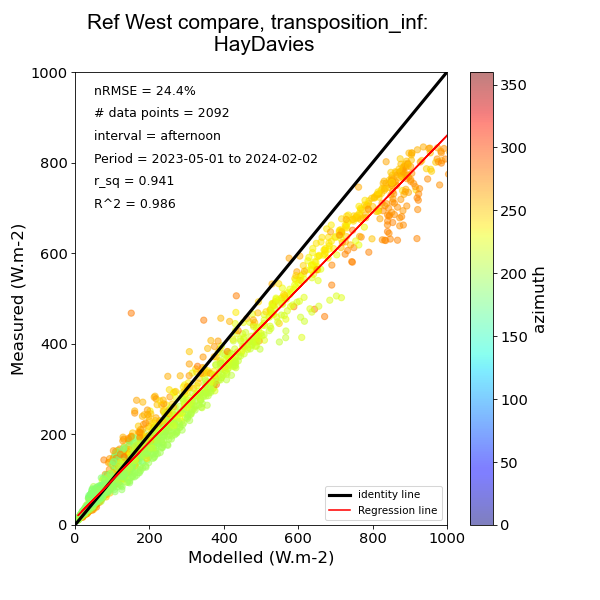 Ref West compare, transposition_inf:
HayDavies
nRMSE = 24.4%
# data points = 2092
interval = afternoon
Period = 2023-05-01 to 2024-02-02
r_sq = 0.941
R^2 = 0.986
1000
800
600
400
200
0
Measured (W.m-2)
0 200 400 600 800 1000
Modelled (W.m-2)
identity line
Regression line
350
300
250
200
150
100
50
0
azimuth